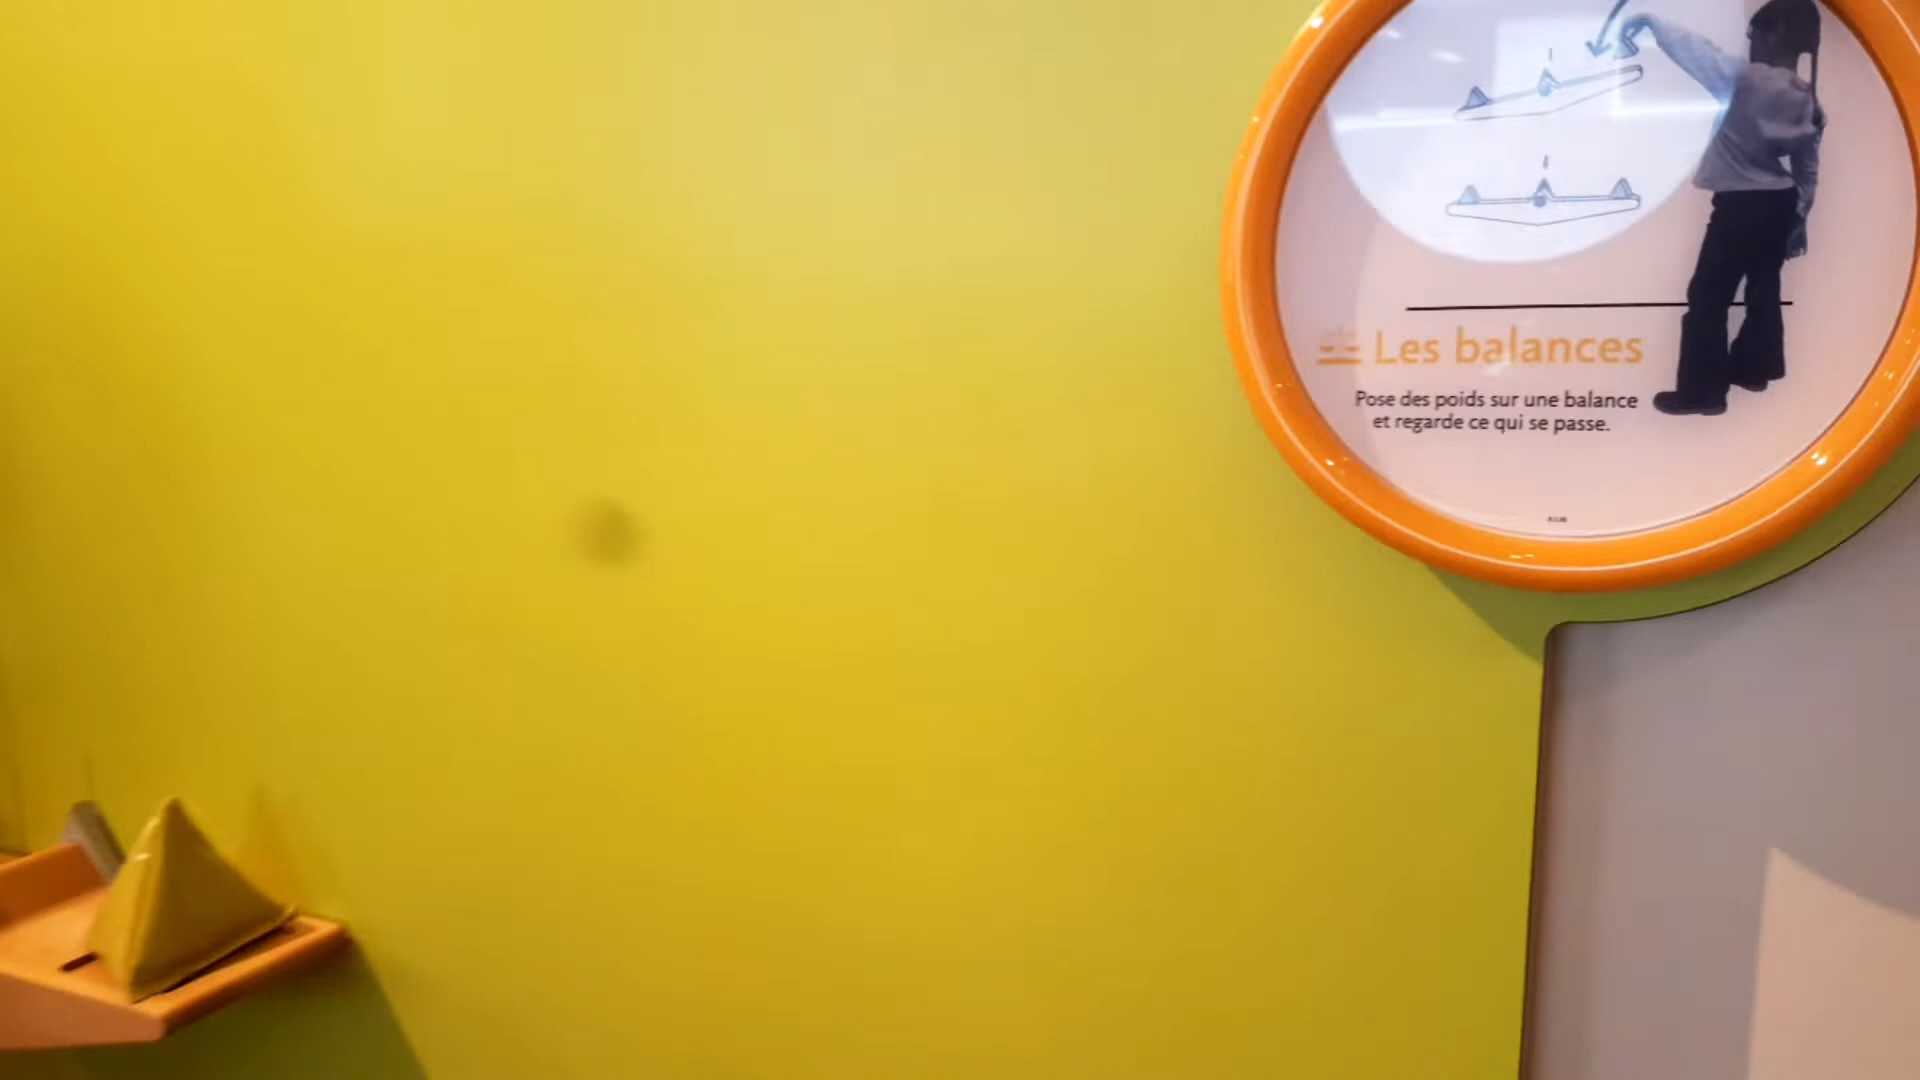 Les balances
Pose des poids sur une balance
et regarde ce qui se passe.